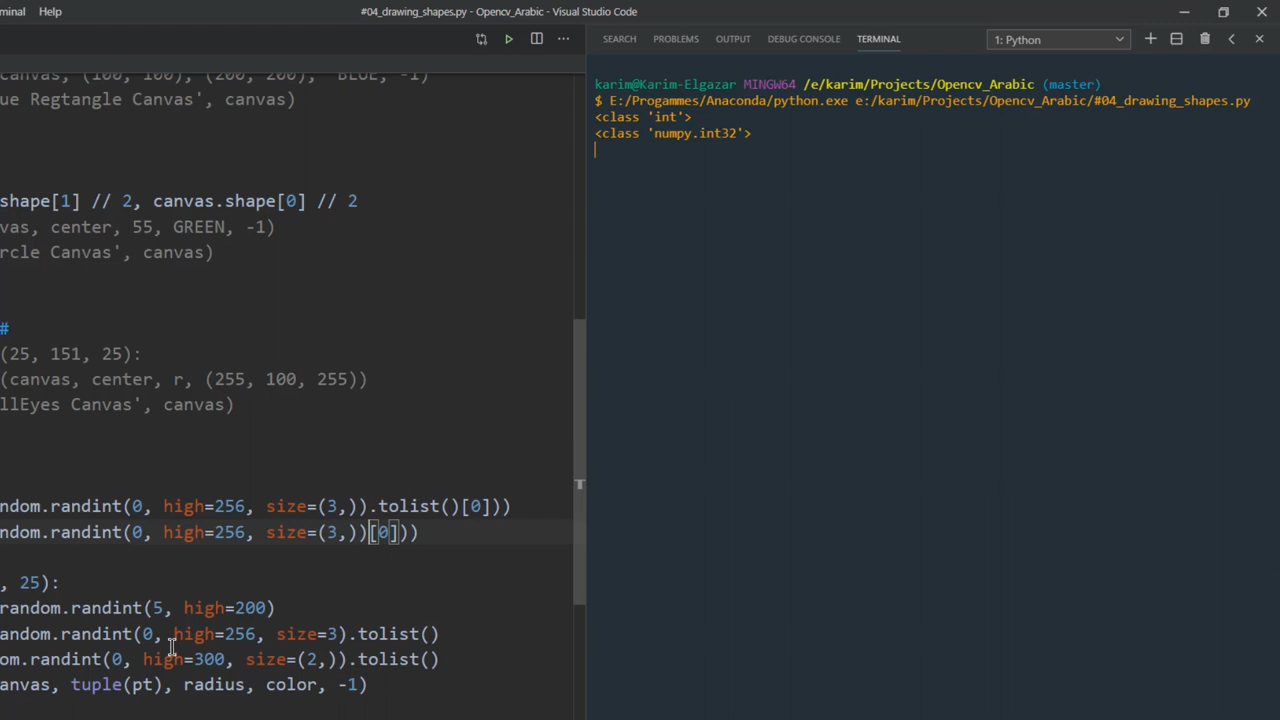 minal Help #04_drawing_shapes.py - Opencv_Arabic - Visual Studio Code
SEARCH PROBLEMS OUTPUT DEBUG CONSOLE TERMINAL 1: Python
canvas, (100, 100), (200, 200), BLUE, -1)
ue Regtangle Canvas', canvas)
shape[1] // 2, canvas.shape[0] // 2
vas, center, 55, GREEN, -1)
rcle Canvas', canvas)
#
(25, 151, 25):
(canvas, center, r, (255, 100, 255))
llEyes Canvas', canvas)
ndom.randint(0, high=256, size=(3,)).tolist()[0]))
ndom.randint(0, high=256, size=(3,))[0]))
, 25):
random.randint(5, high=200)
andom.randint(0, high=256, size=3).tolist()
om.randint(0, high=300, size=(2,)).tolist()
anvas, tuple(pt), radius, color, -1)
karim@Karim-Elgazar MINGW64 /e/karim/Projects/Opencv_Arabic (master)
$ E:/Progammes/Anaconda/python.exe e:/karim/Projects/Opencv_Arabic/#04_drawing_shapes.py
<class 'int'>
<class 'numpy.int32'>